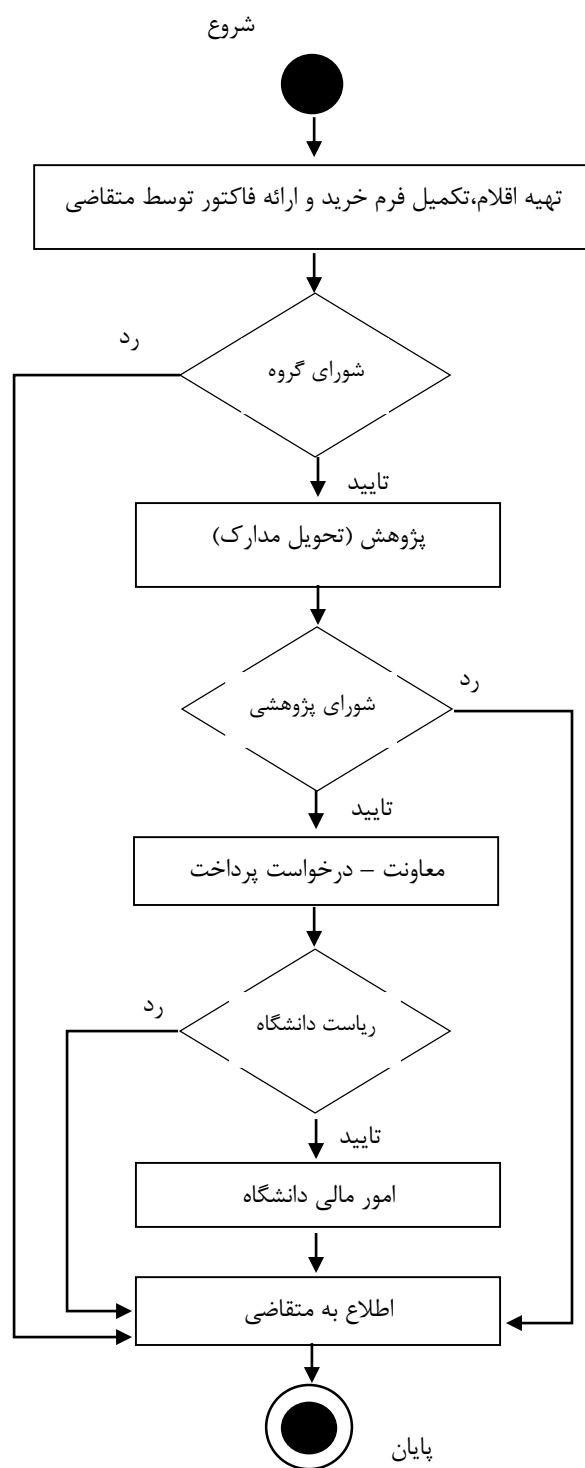 شروع
تهیه اقلام،تکمیل فرم خرید و ارائه فاکتور توسط متقاضی
رد
شورای گروه
تایید
پژوهش (تحویل مدارک)
رد
شورای پژوهشی
تایید
معاونت – درخواست پرداخت
رد
ریاست دانشگاه
تایید
امور مالی دانشگاه
اطلاع به متقاضی
پایان